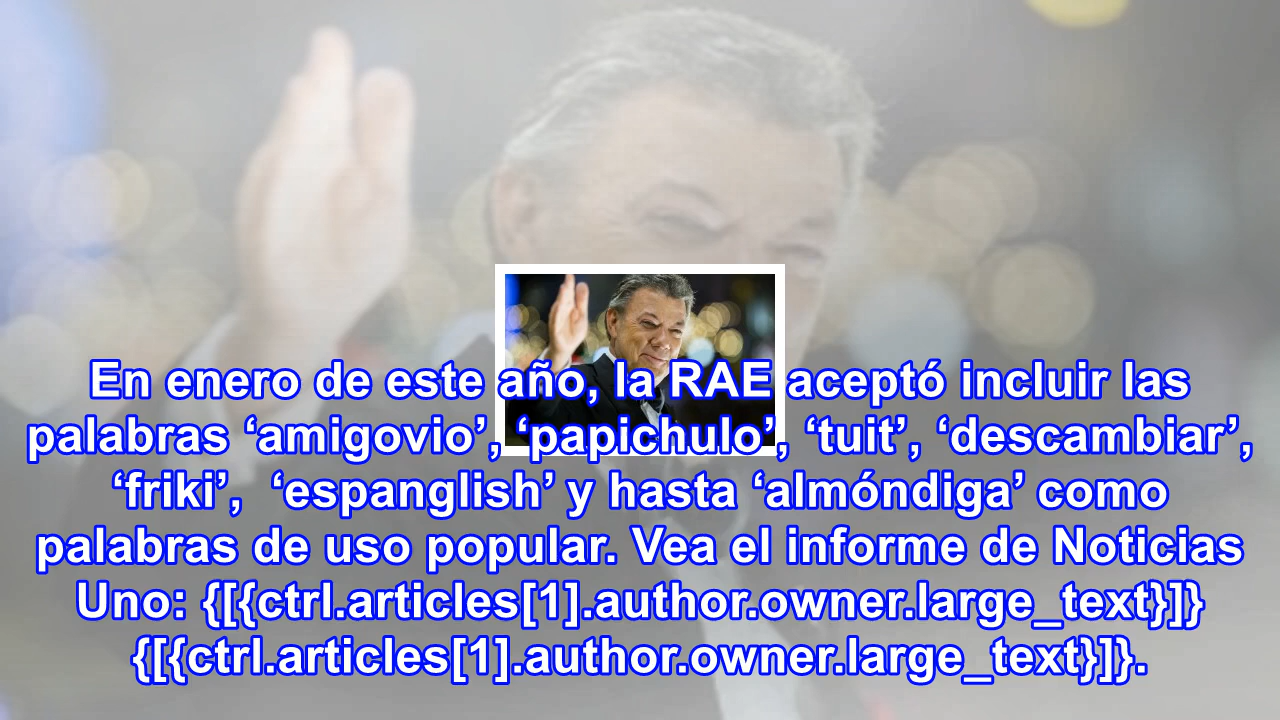 En enero de este año, la RAE aceptó incluir las
palabras ‘amigovio’, ‘papichulo’, ‘tuit’, ‘descambiar’,
‘friki’,  ‘espanglish’ y hasta ‘almóndiga’ como
palabras de uso popular. Vea el informe de Noticias
Uno: {[{ctrl.articles[1].author.owner.large_text}]}
{[{ctrl.articles[1].author.owner.large_text}]}.